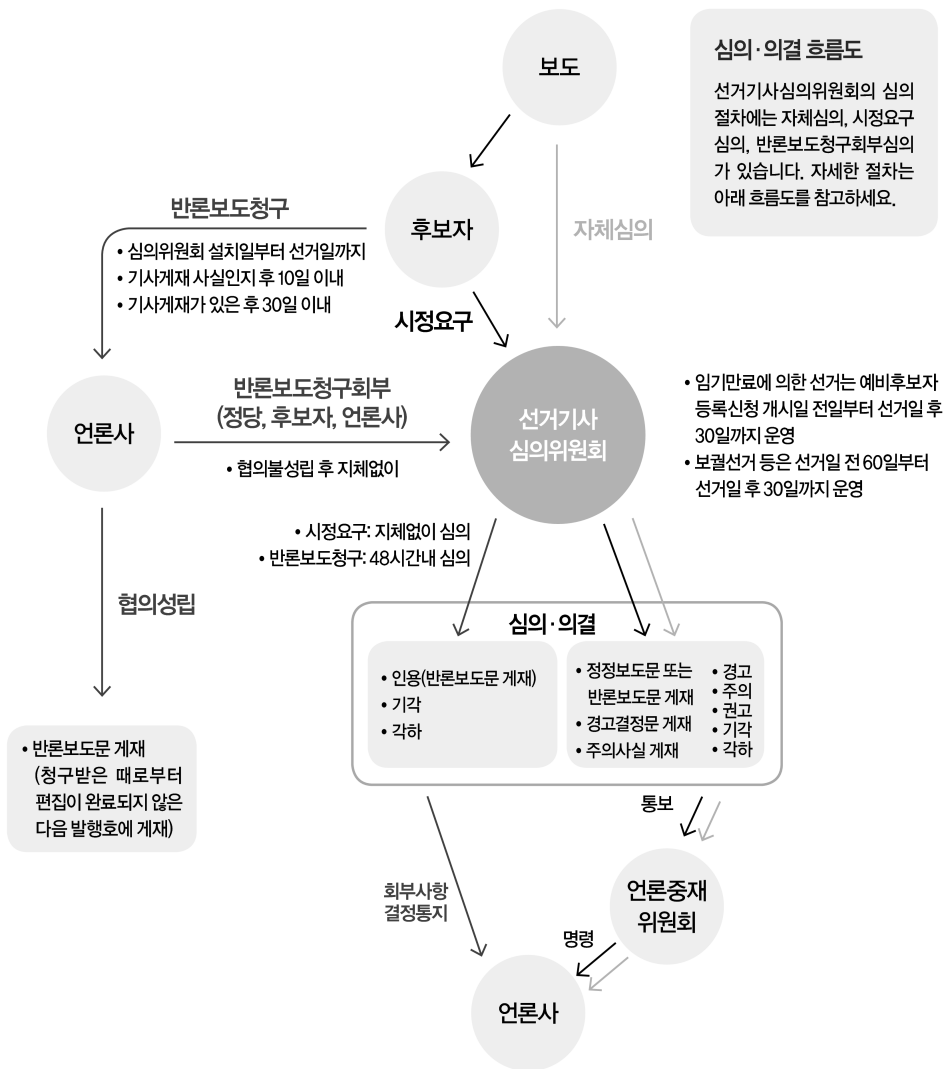 보도
심의·의결 흐름도
선거기사심의위원회의 심의
절차에는 자체심의, 시정요구
심의, 반론보도청구회부심의
가 있습니다. 자세한 절차는
아래 흐름도를 참고하세요.
후보자
자체심의
반론보도청구
• 심의위원회 설치일부터 선거일까지
• 기사게재 사실인지 후 10일 이내
• 기사게재가 있은 후 30일 이내
시정요구
언론사
반론보도청구회부
(정당, 후보자, 언론사)
• 협의불성립 후 지체없이
선거기사
심의위원회
• 임기만료에 의한 선거는 예비후보자
등록신청 개시일 전일부터 선거일 후
30일까지 운영
• 보궐선거 등은 선거일 전 60일부터
선거일 후 30일까지 운영
• 시정요구: 지체없이 심의
• 반론보도청구: 48시간내 심의
협의성립
심의·의결
• 인용(반론보도문 게재)
• 기각
• 각하
• 정정보도문 또는
반론보도문 게재
• 경고결정문 게재
• 주의사실 게재
• 경고
• 주의
• 권고
• 기각
• 각하
• 반론보도문 게재
(청구받은 때로부터
편집이 완료되지 않은
다음 발행호에 게재)
통보
회부사항
결정통지
언론중재
위원회
명령
언론사